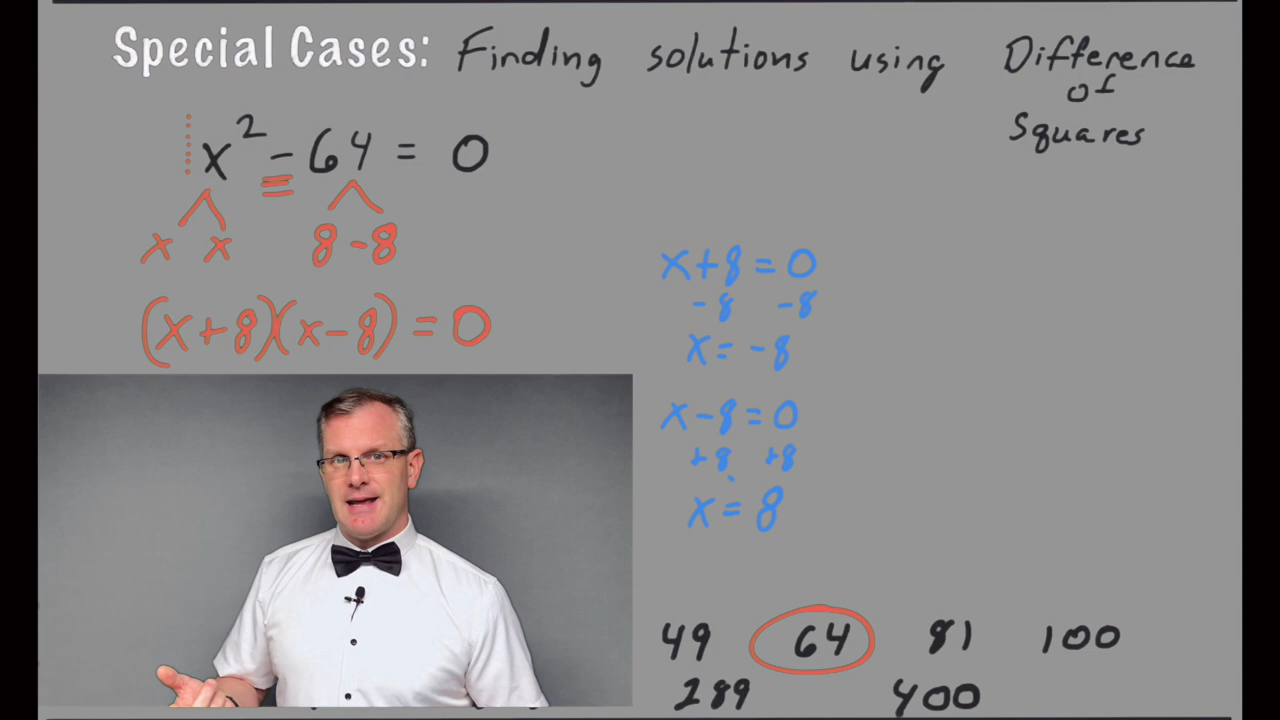 Special Cases: Finding solutions using Difference
of
Squares
x² - 64 = 0
x x 8 -8
(x+8)(x-8) = 0
x+8=0
-8 -8
x= -8
x-8=0
+8 +8
x = 8
49 64 81 100
289 400